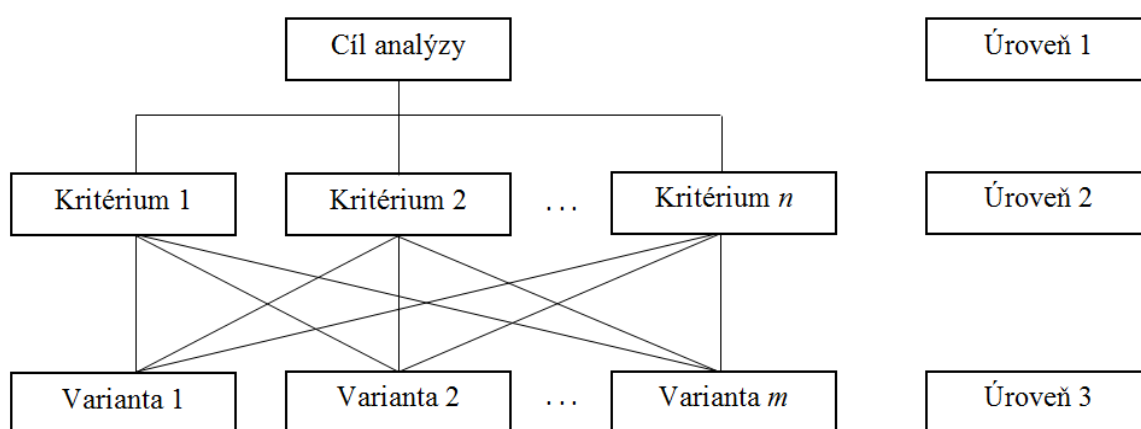 Cíl analýzy Úroveň 1
Kritérium 1 Kritérium 2 ... Kritérium n Úroveň 2
Varianta 1 Varianta 2 ... Varianta m Úroveň 3